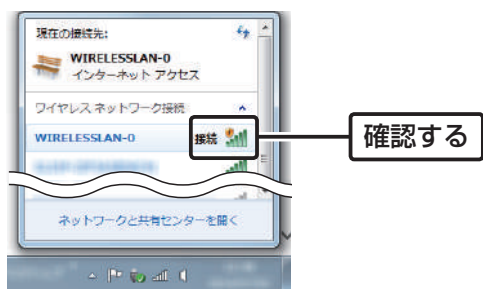 現在の接続先:
WIRELESSLAN-0
インターネット アクセス
ワイヤレス ネットワーク接続
WIRELESSLAN-0 接続
確認する
ネットワークと共有センターを開く